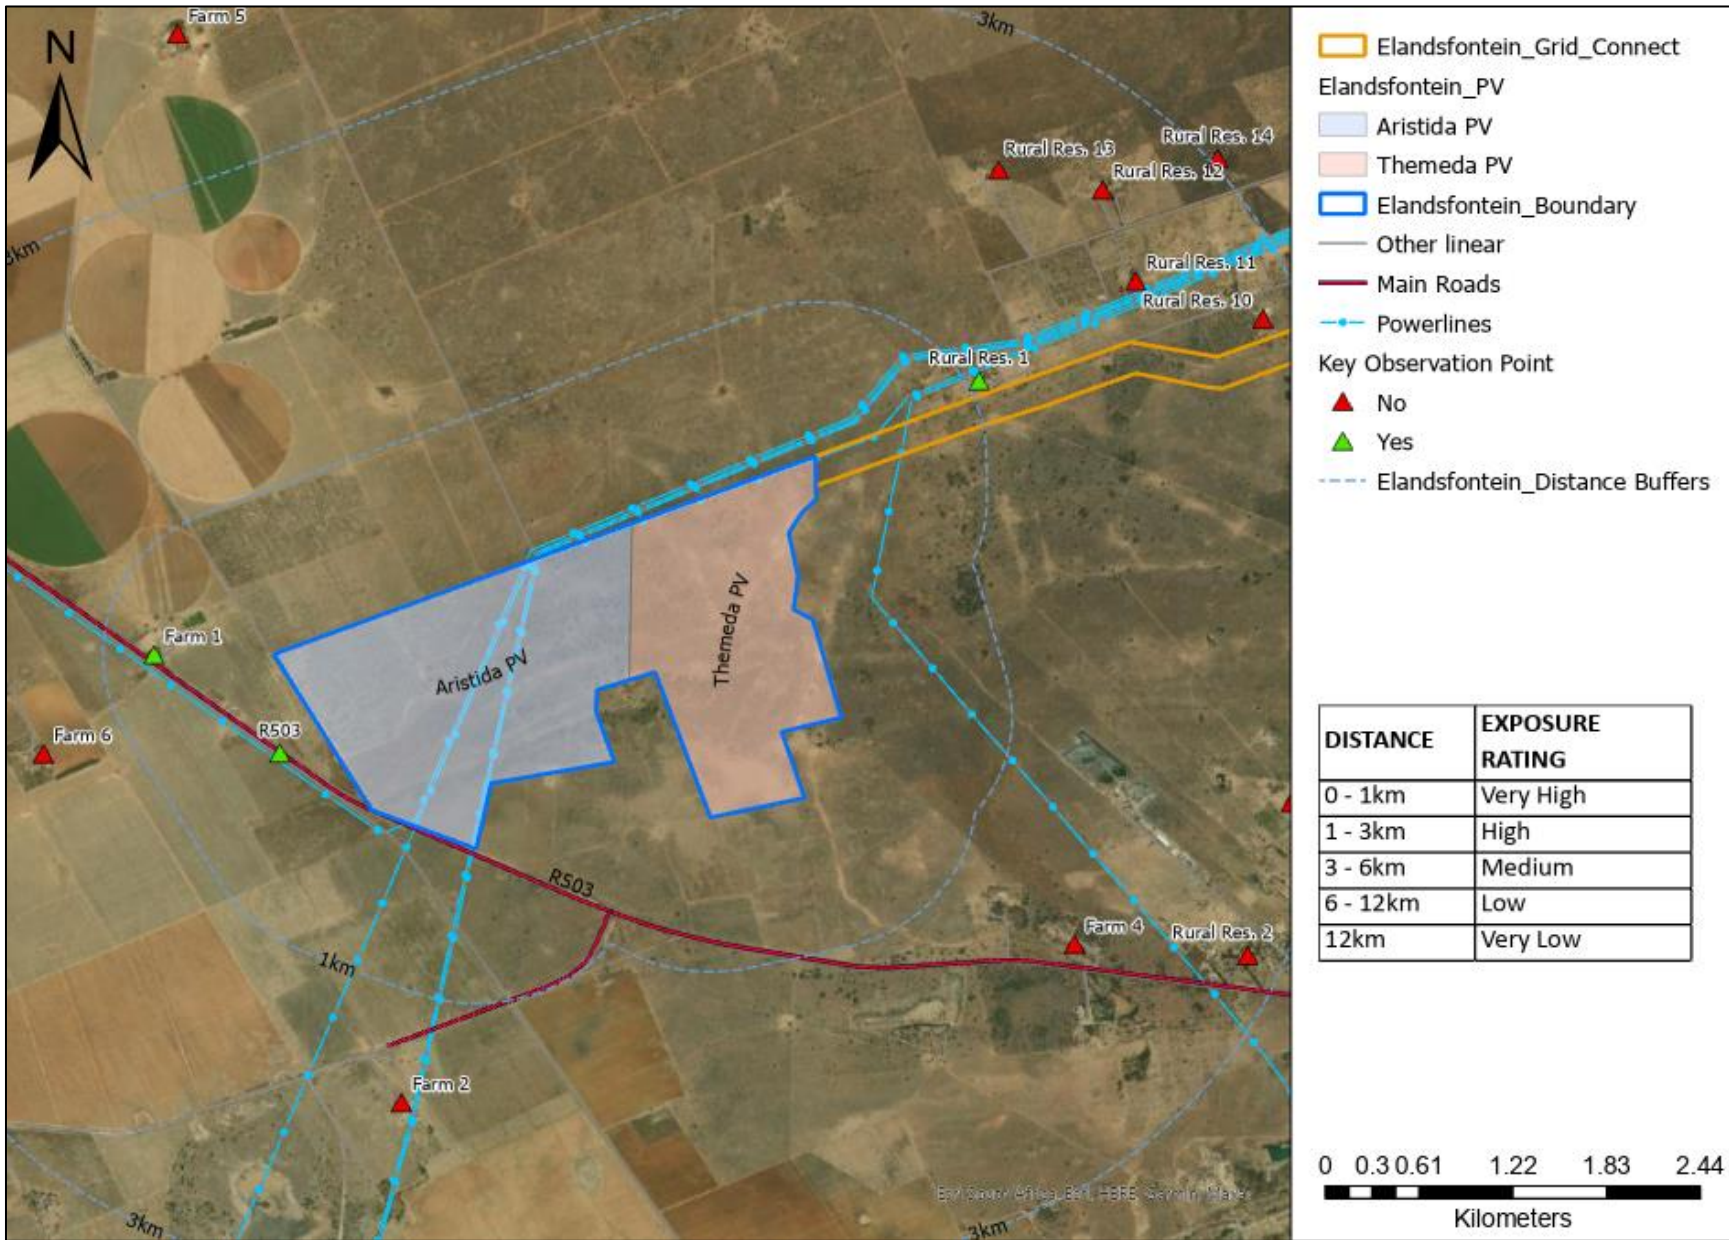 Farm 5
N
3km
Rural Res. 14
Rural Res. 13
Rural Res. 12
3km
Rural Res. 11
Rural Res. 10
Rural Res. 1
Themeda PV
Aristida PV
Farm 1
Farm 6
R503
R503
1km
Farm 4
Rural Res. 2
Farm 2
3km
3km
Elandsfontein_Grid_Connect
Elandsfontein_PV
Aristida PV
Themeda PV
Elandsfontein_Boundary
Other linear
Main Roads
Powerlines
Key Observation Point
No
Yes
Elandsfontein_Distance Buffers
DISTANCE EXPOSURE
RATING
0 - 1km Very High
1 - 3km High
3 - 6km Medium
6 - 12km Low
12km Very Low
0 0.3 0.61 1.22 1.83 2.44
Kilometers